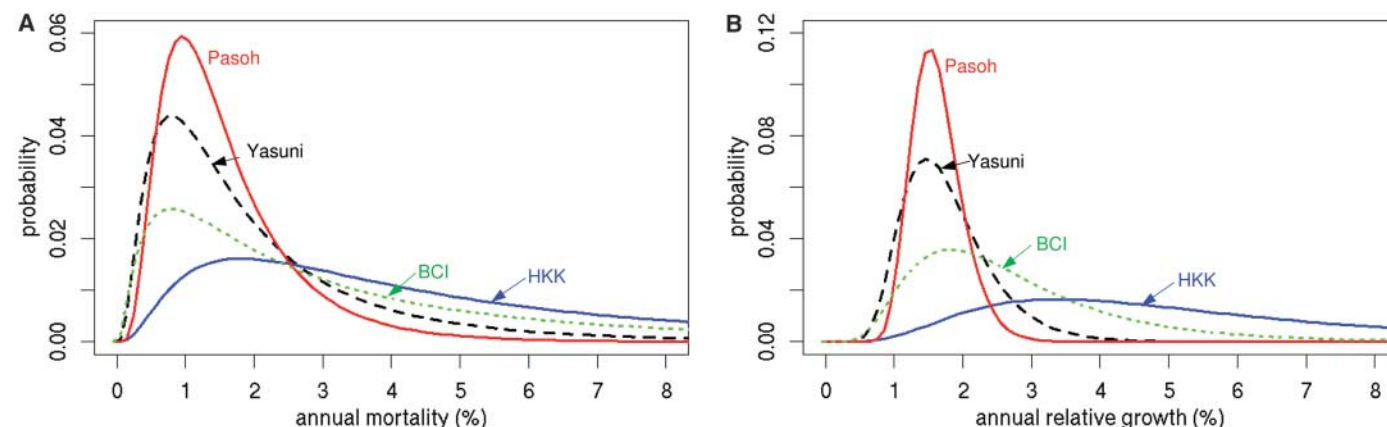 A
probability
0.00 0.02 0.04 0.06
Pasoh
Yasuni
BCI
HKK
0 1 2 3 4 5 6 7 8
annual mortality (%)
B
probability
0.00 0.04 0.08 0.12
Pasoh
Yasuni
BCI
HKK
0 1 2 3 4 5 6 7 8
annual relative growth (%)